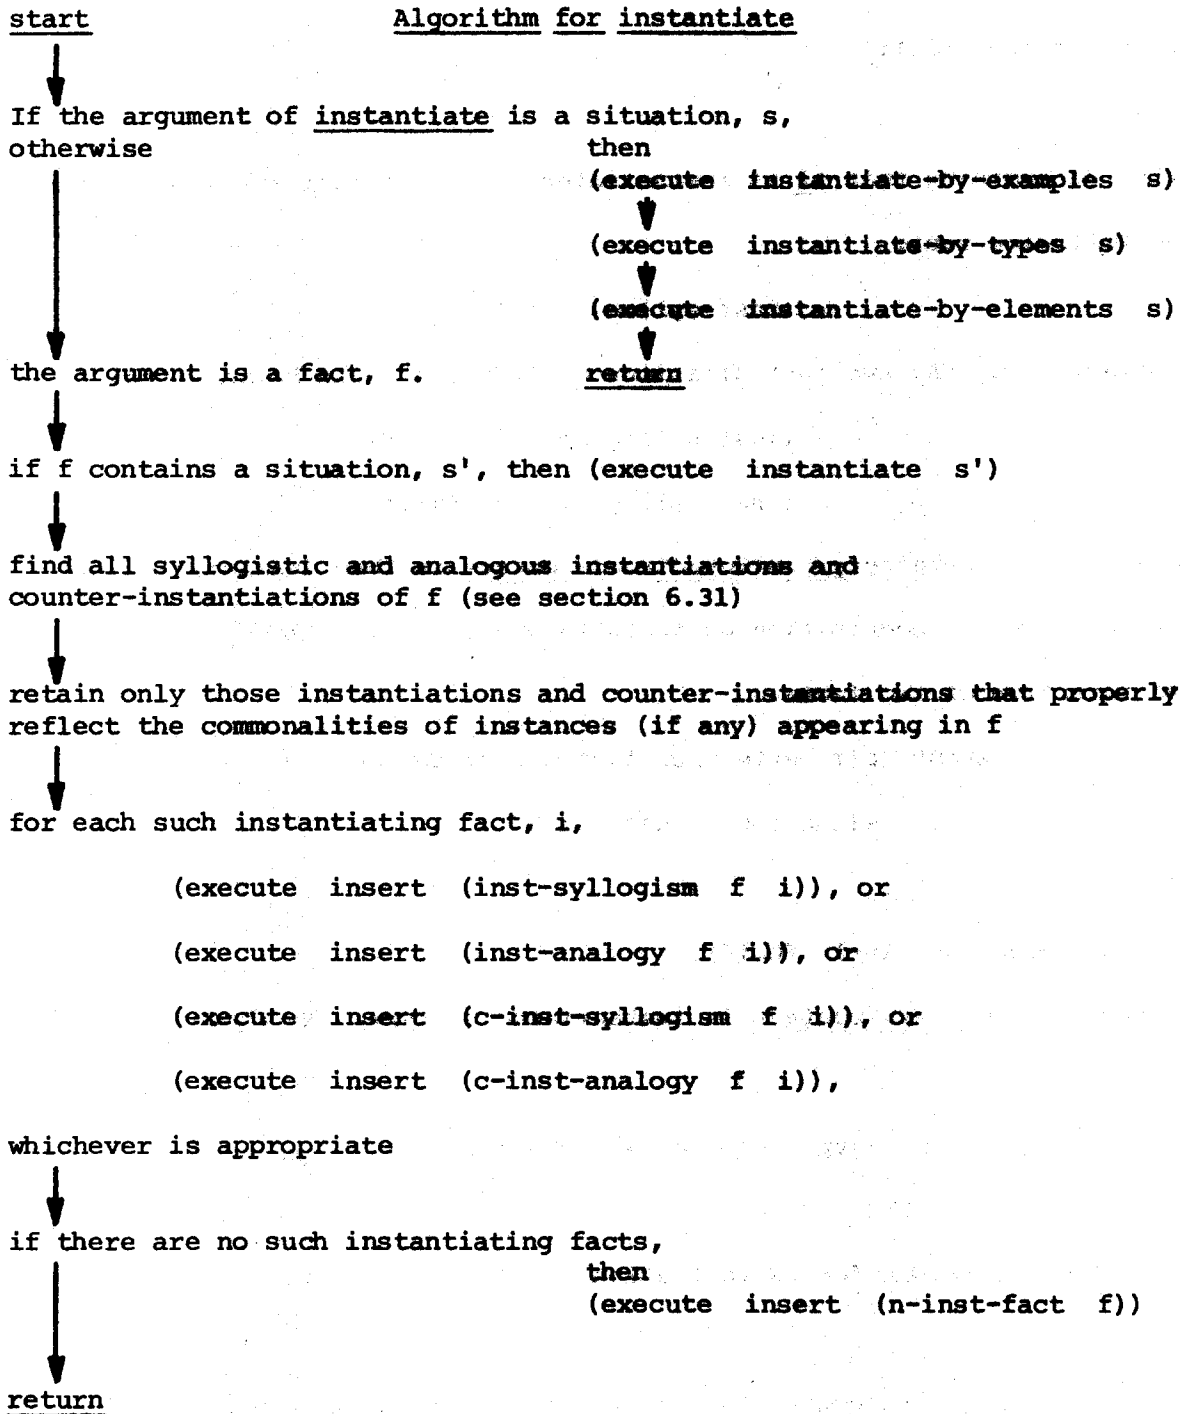 start Algorithm for instantiate
If the argument of instantiate is a situation, s,
otherwise then
(execute instantiate-by-examples s)
(execute instantiate-by-types s)
(execute instantiate-by-elements s)
the argument is a fact, f. return
if f contains a situation, s', then (execute instantiate s')
find all syllogistic and analogous instantiations and
counter-instantiations of f (see section 6.31)
retain only those instantiations and counter-instantiations that properly
reflect the commonalities of instances (if any) appearing in f
for each such instantiating fact, i,
(execute insert (inst-syllogism f i)), or
(execute insert (inst-analogy f i)), or
(execute insert (c-inst-syllogism f i)), or
(execute insert (c-inst-analogy f i)),
whichever is appropriate
if there are no such instantiating facts,
then
(execute insert (n-inst-fact f))
return